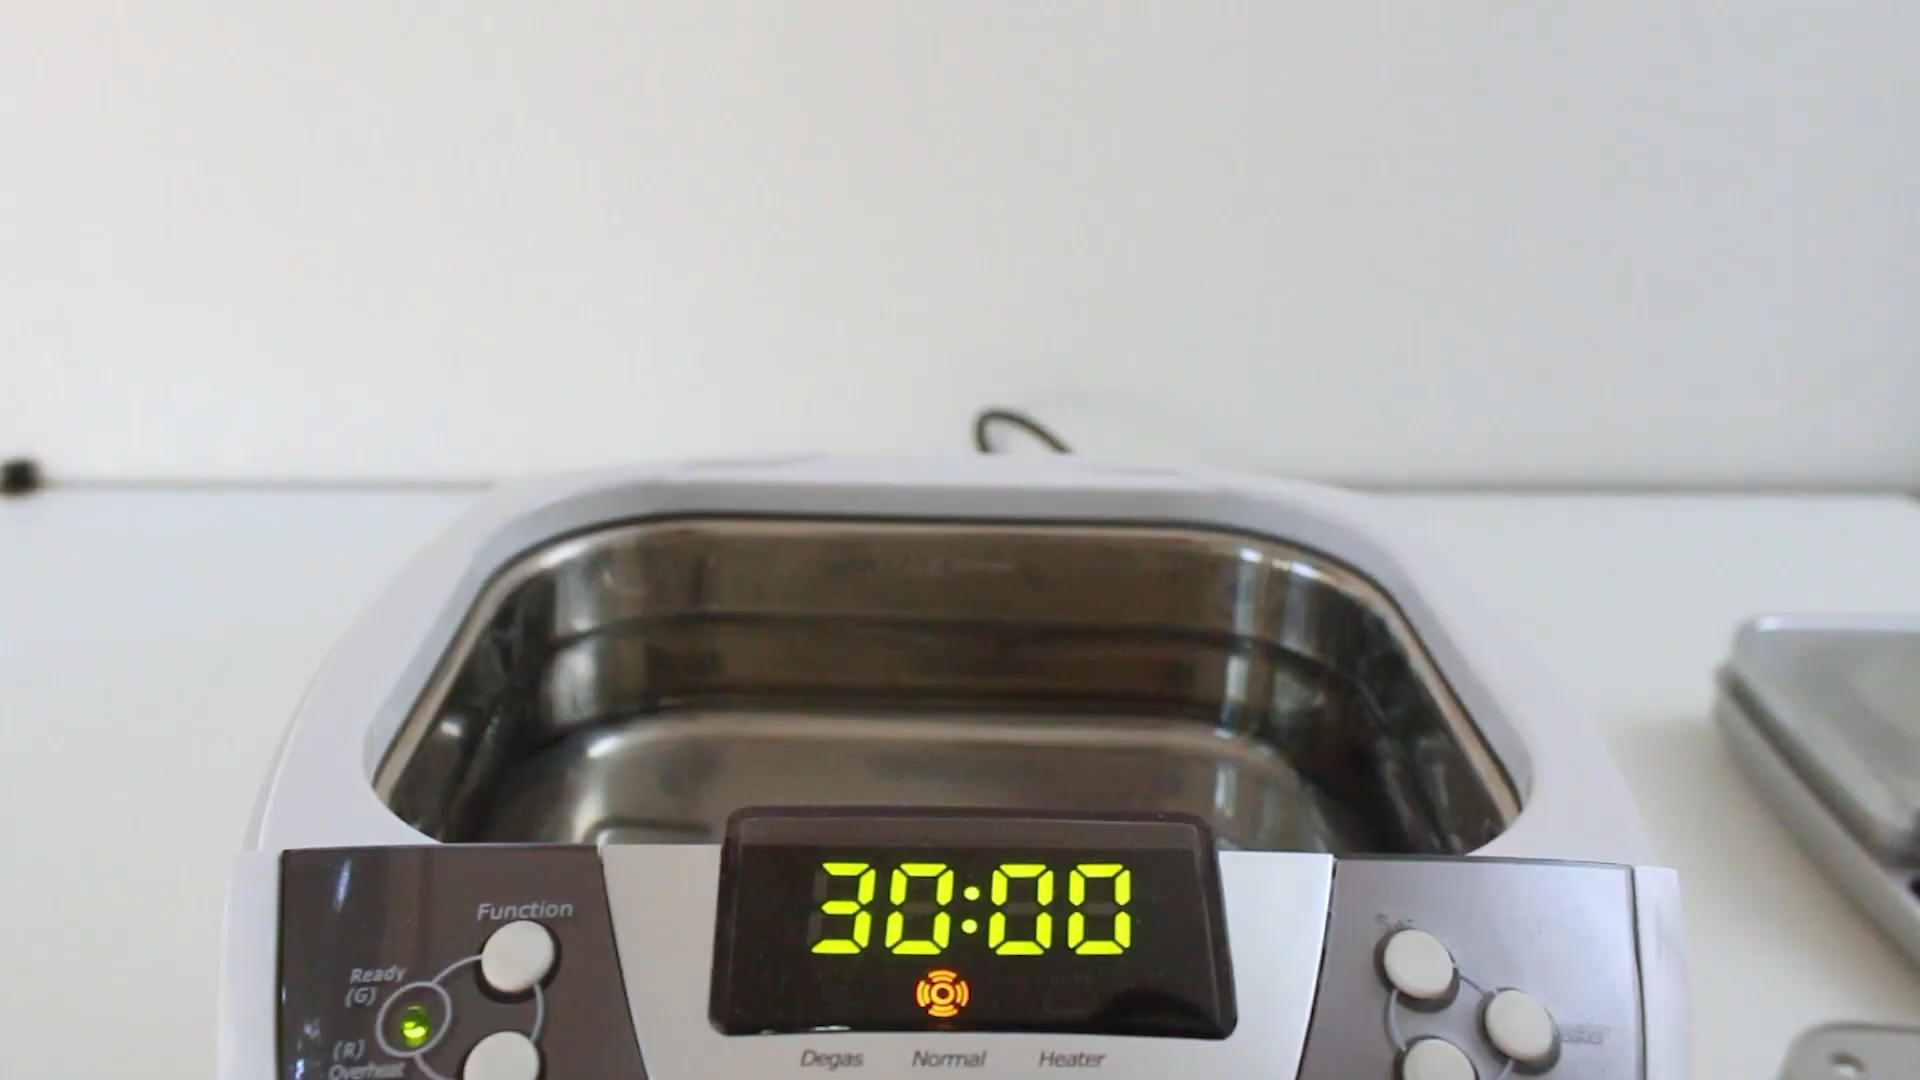 Function
Ready
(G)
(R)
Overheat
30:00
Degas Normal Heater